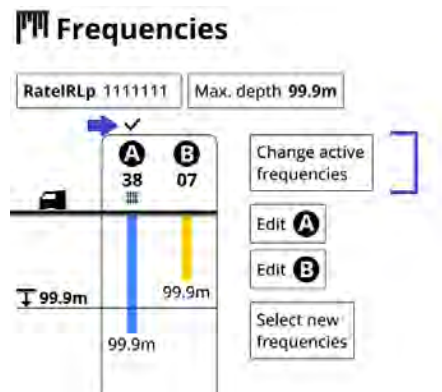 Frequencies
RateIRLp 1111111 Max. depth 99.9m
A B
38 07
Change active
frequencies
Edit A
Edit B
99.9m
99.9m
Select new
frequencies
99.9m